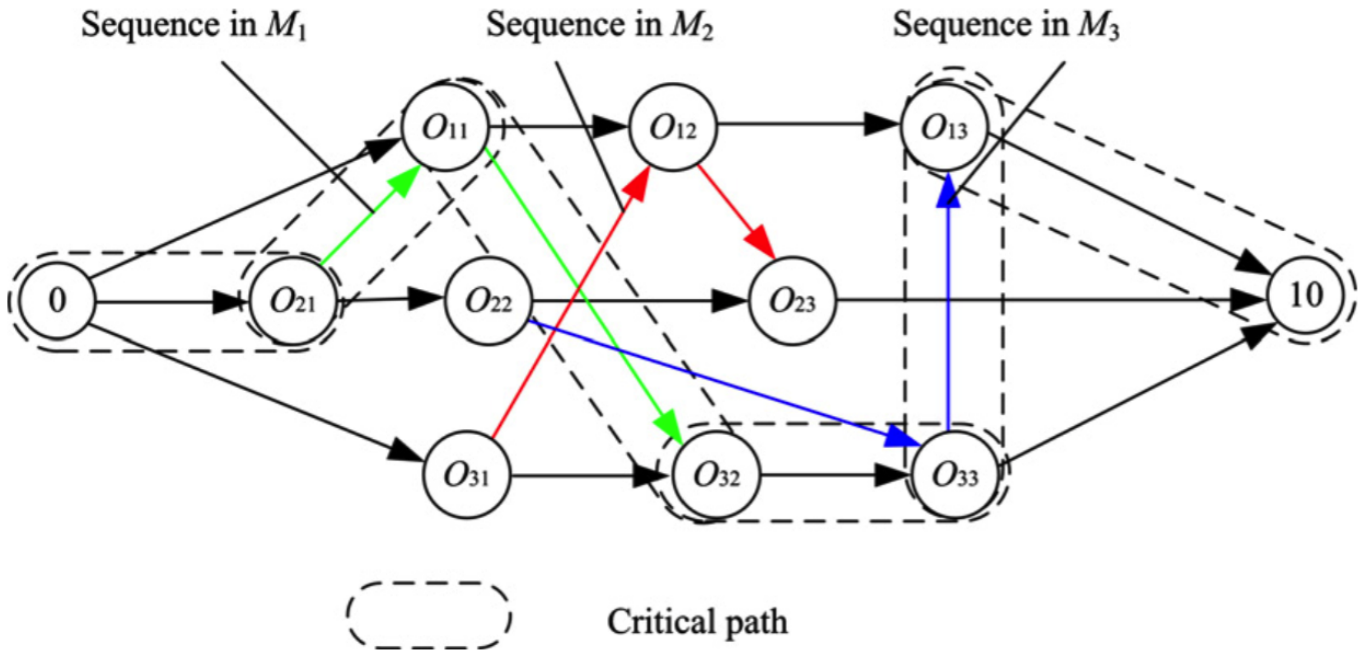 Sequence in M1
Sequence in M2
Sequence in M3
O11
O12
O13
0
O21
O22
O23
10
O31
O32
O33
Critical path